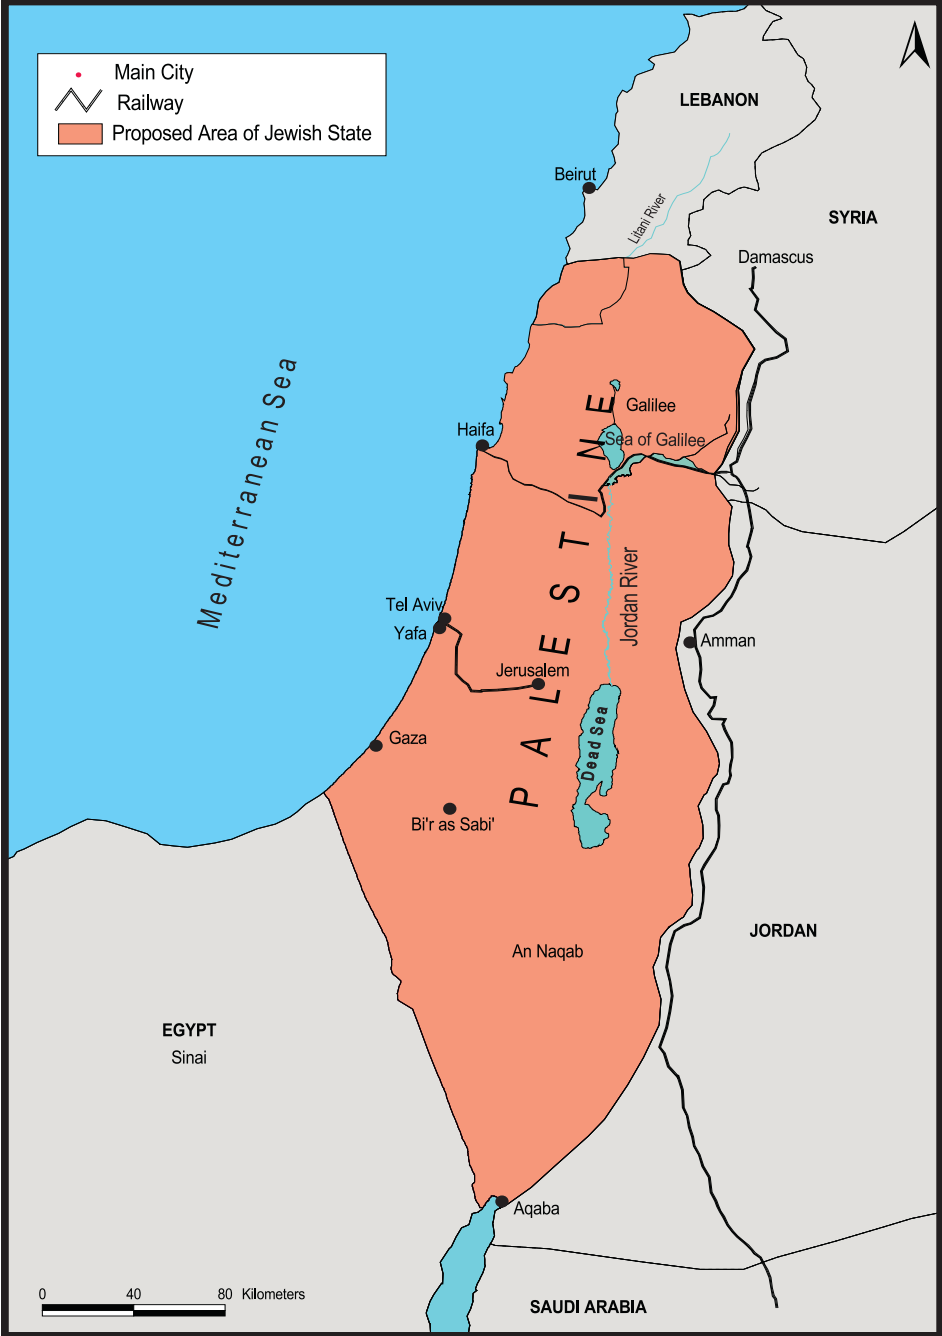 Main City
Railway
Proposed Area of Jewish State
LEBANON
Beirut
Litani River
SYRIA
Damascus
Mediterranean Sea
Galilee
Haifa
Sea of Galilee
PALESTINE
Jordan River
Tel Aviv
Yafa
Amman
Jerusalem
Dead Sea
Gaza
Bi'r as Sabi'
JORDAN
An Naqab
EGYPT
Sinai
Aqaba
0 40 80 Kilometers
SAUDI ARABIA